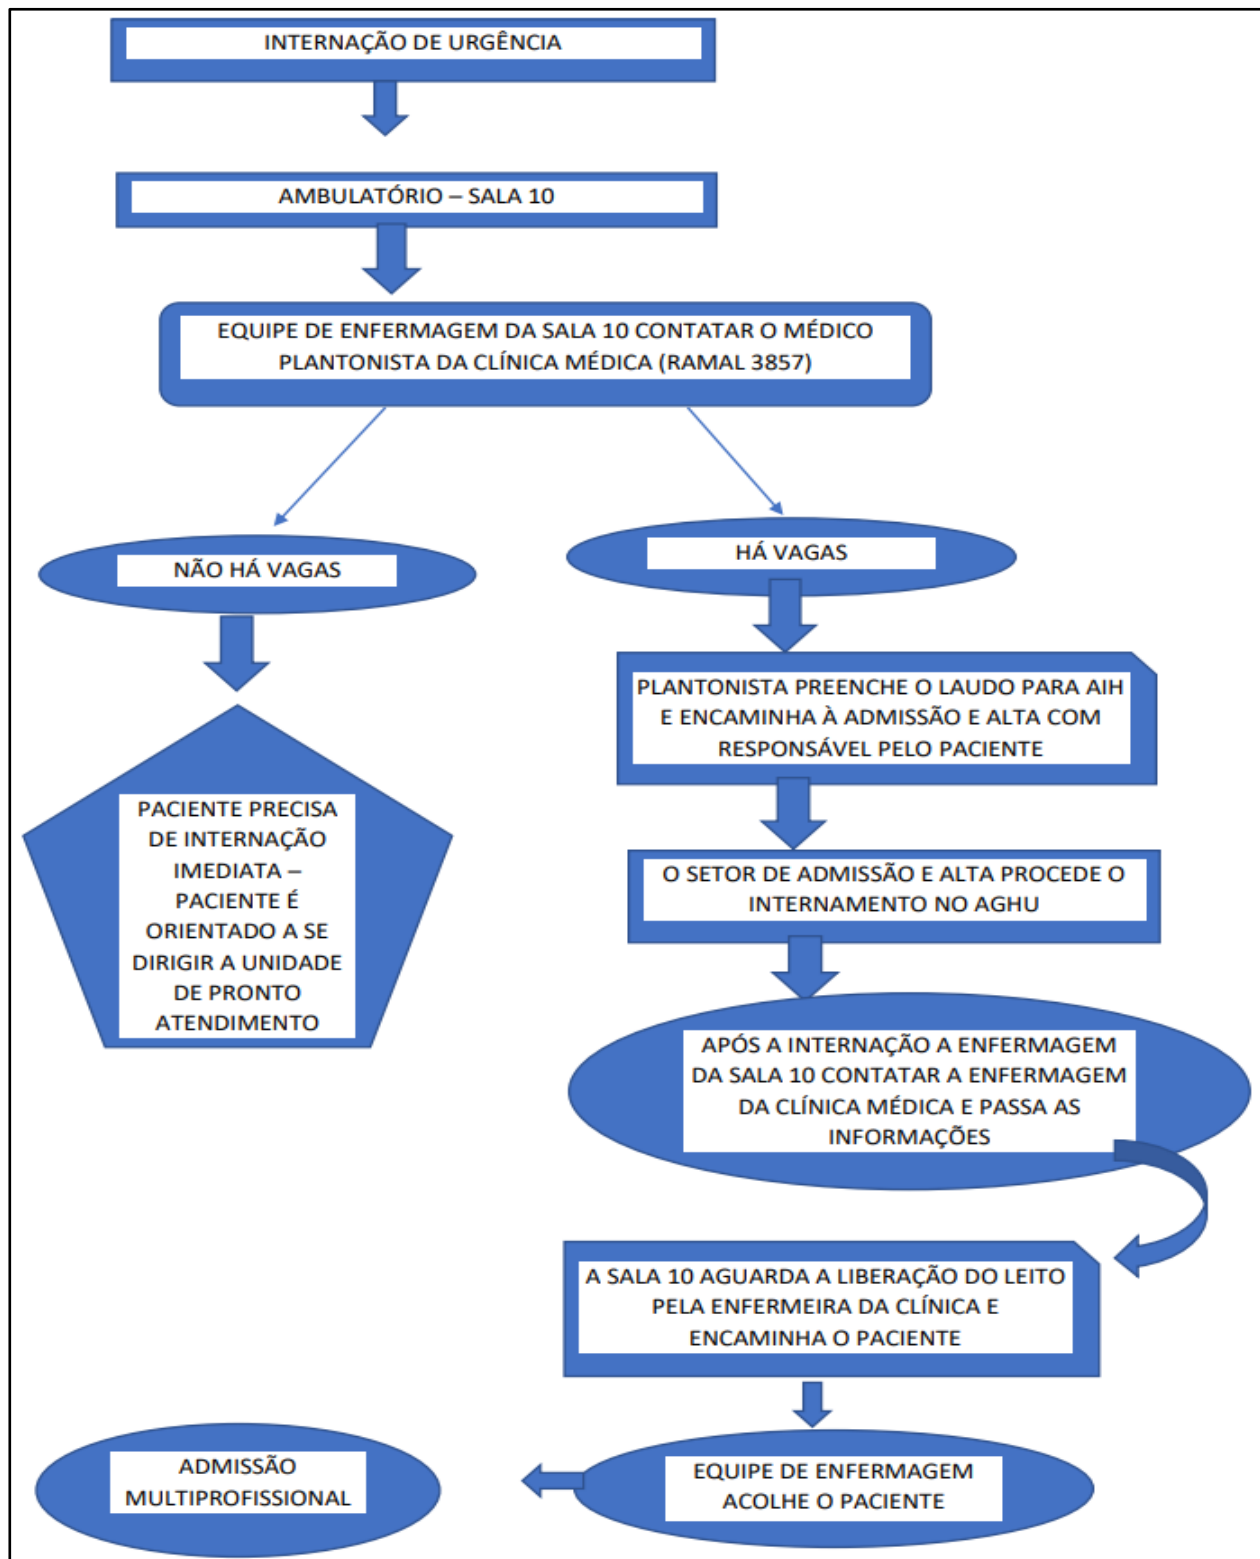 INTERNAÇÃO DE URGÊNCIA
AMBULATÓRIO – SALA 10
EQUIPE DE ENFERMAGEM DA SALA 10 CONTATAR O MÉDICO
PLANTONISTA DA CLÍNICA MÉDICA (RAMAL 3857)
NÃO HÁ VAGAS
PACIENTE PRECISA
DE INTERNAÇÃO
IMEDIATA –
PACIENTE É
ORIENTADO A SE
DIRIGIR A UNIDADE
DE PRONTO
ATENDIMENTO
HÁ VAGAS
PLANTONISTA PREENCHE O LAUDO PARA AIH
E ENCAMINHA À ADMISSÃO E ALTA COM
RESPONSÁVEL PELO PACIENTE
O SETOR DE ADMISSÃO E ALTA PROCEDE O
INTERNAMENTO NO AGHU
APÓS A INTERNAÇÃO A ENFERMAGEM
DA SALA 10 CONTATAR A ENFERMAGEM
DA CLÍNICA MÉDICA E PASSA AS
INFORMAÇÕES
A SALA 10 AGUARDA A LIBERAÇÃO DO LEITO
PELA ENFERMEIRA DA CLÍNICA E
ENCAMINHA O PACIENTE
EQUIPE DE ENFERMAGEM
ACOLHE O PACIENTE
ADMISSÃO
MULTIPROFISSIONAL